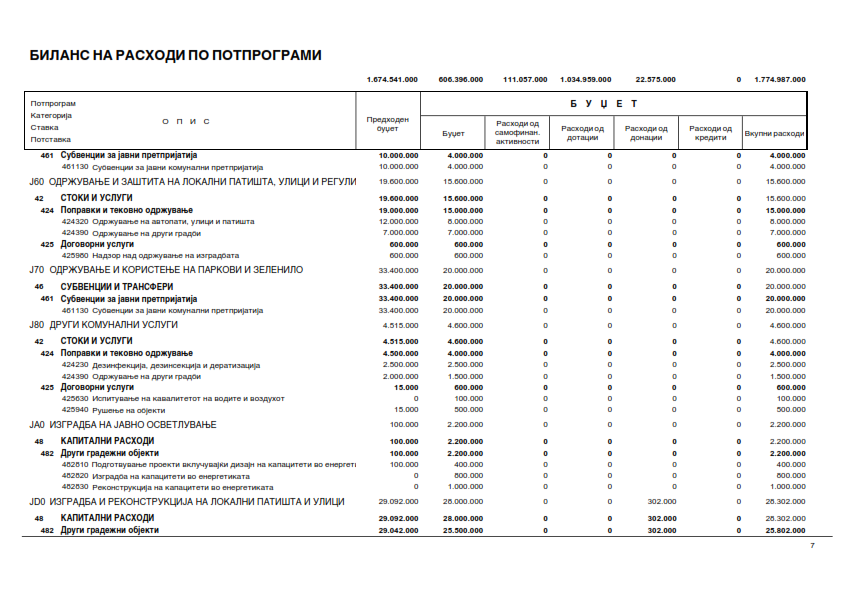 БИЛАНС НА РАСХОДИ ПО ПОТПРОГРАМИ
1.674.541.000 606.396.000 111.057.000 1.034.959.000 22.575.000 0 1.774.987.000
Потпрограм
Категорија
Ставка
Потставка
О П И С
Предходен буџет
Б У Џ Е Т
Буџет
Расходи од самофинан. активности
Расходи од дотации
Расходи од донации
Расходи од кредити
Вкупни расходи
461 Субвенции за јавни претпријатија 10.000.000 4.000.000 0 0 0 0 4.000.000
461130 Субвенции за јавни комунални претпријатија 10.000.000 4.000.000 0 0 0 0 4.000.000
J60 ОДРЖУВАЊЕ И ЗАШТИТА НА ЛОКАЛНИ ПАТИШТА, УЛИЦИ И РЕГУЛИ 19.600.000 15.600.000 0 0 0 0 15.600.000
42 СТОКИ И УСЛУГИ 19.600.000 15.600.000 0 0 0 0 15.600.000
424 Поправки и тековно одржување 19.000.000 15.000.000 0 0 0 0 15.000.000
424320 Одржување на автопати, улици и патишта 12.000.000 8.000.000 0 0 0 0 8.000.000
424390 Одржување на други градби 7.000.000 7.000.000 0 0 0 0 7.000.000
425 Договорни услуги 600.000 600.000 0 0 0 0 600.000
425980 Надзор над одржување на изградбата 600.000 600.000 0 0 0 0 600.000
J70 ОДРЖУВАЊЕ И КОРИСТЕЊЕ НА ПАРКОВИ И ЗЕЛЕНИЛО 33.400.000 20.000.000 0 0 0 0 20.000.000
46 СУБВЕНЦИИ И ТРАНСФЕРИ 33.400.000 20.000.000 0 0 0 0 20.000.000
461 Субвенции за јавни претпријатија 33.400.000 20.000.000 0 0 0 0 20.000.000
461130 Субвенции за јавни комунални претпријатија 33.400.000 20.000.000 0 0 0 0 20.000.000
J80 ДРУГИ КОМУНАЛНИ УСЛУГИ 4.515.000 4.600.000 0 0 0 0 4.600.000
42 СТОКИ И УСЛУГИ 4.515.000 4.600.000 0 0 0 0 4.600.000
424 Поправки и тековно одржување 4.500.000 4.000.000 0 0 0 0 4.000.000
424230 Дезинфекција, дезинсекција и дератизација 2.500.000 2.500.000 0 0 0 0 2.500.000
424390 Одржување на други градби 2.000.000 1.500.000 0 0 0 0 1.500.000
425 Договорни услуги 15.000 600.000 0 0 0 0 600.000
425630 Испитување на кавалитетот на водите и воздухот 0 100.000 0 0 0 0 100.000
425940 Рушење на објекти 15.000 500.000 0 0 0 0 500.000
JA0 ИЗГРАДБА НА ЈАВНО ОСВЕТЛУВАЊЕ 100.000 2.200.000 0 0 0 0 2.200.000
48 КАПИТАЛНИ РАСХОДИ 100.000 2.200.000 0 0 0 0 2.200.000
482 Други градежни објекти 100.000 2.200.000 0 0 0 0 2.200.000
482810 Подготвување проекти вклучувајќи дизајн на капацитети во енергет 100.000 400.000 0 0 0 0 400.000
482820 Изградба на капацитети во енергетиката 0 800.000 0 0 0 0 800.000
482830 Реконструкција на капацитети во енергетиката 0 1.000.000 0 0 0 0 1.000.000
JD0 ИЗГРАДБА И РЕКОНСТРУКЦИЈА НА ЛОКАЛНИ ПАТИШТА И УЛИЦИ 29.092.000 28.000.000 0 0 302.000 0 28.302.000
48 КАПИТАЛНИ РАСХОДИ 29.092.000 28.000.000 0 0 302.000 0 28.302.000
482 Други градежни објекти 29.042.000 25.500.000 0 0 302.000 0 25.802.000
7